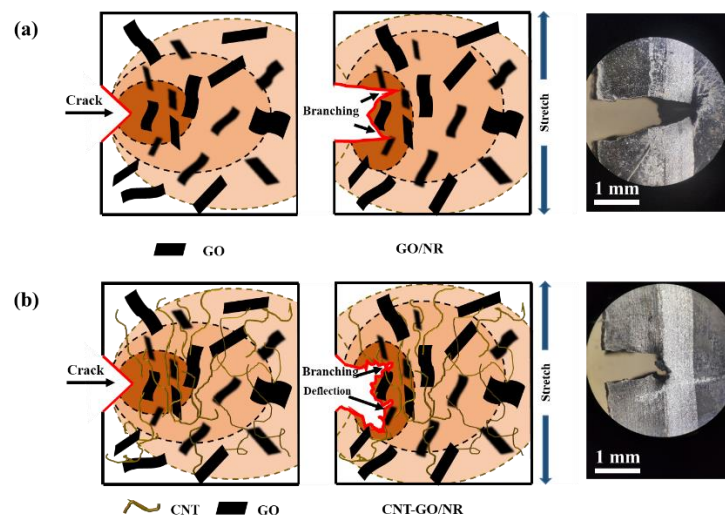 (a)
Crack
Branching
Stretch
1 mm
GO
GO/NR
(b)
Crack
Branching
Deflection
Stretch
1 mm
CNT
GO
CNT-GO/NR